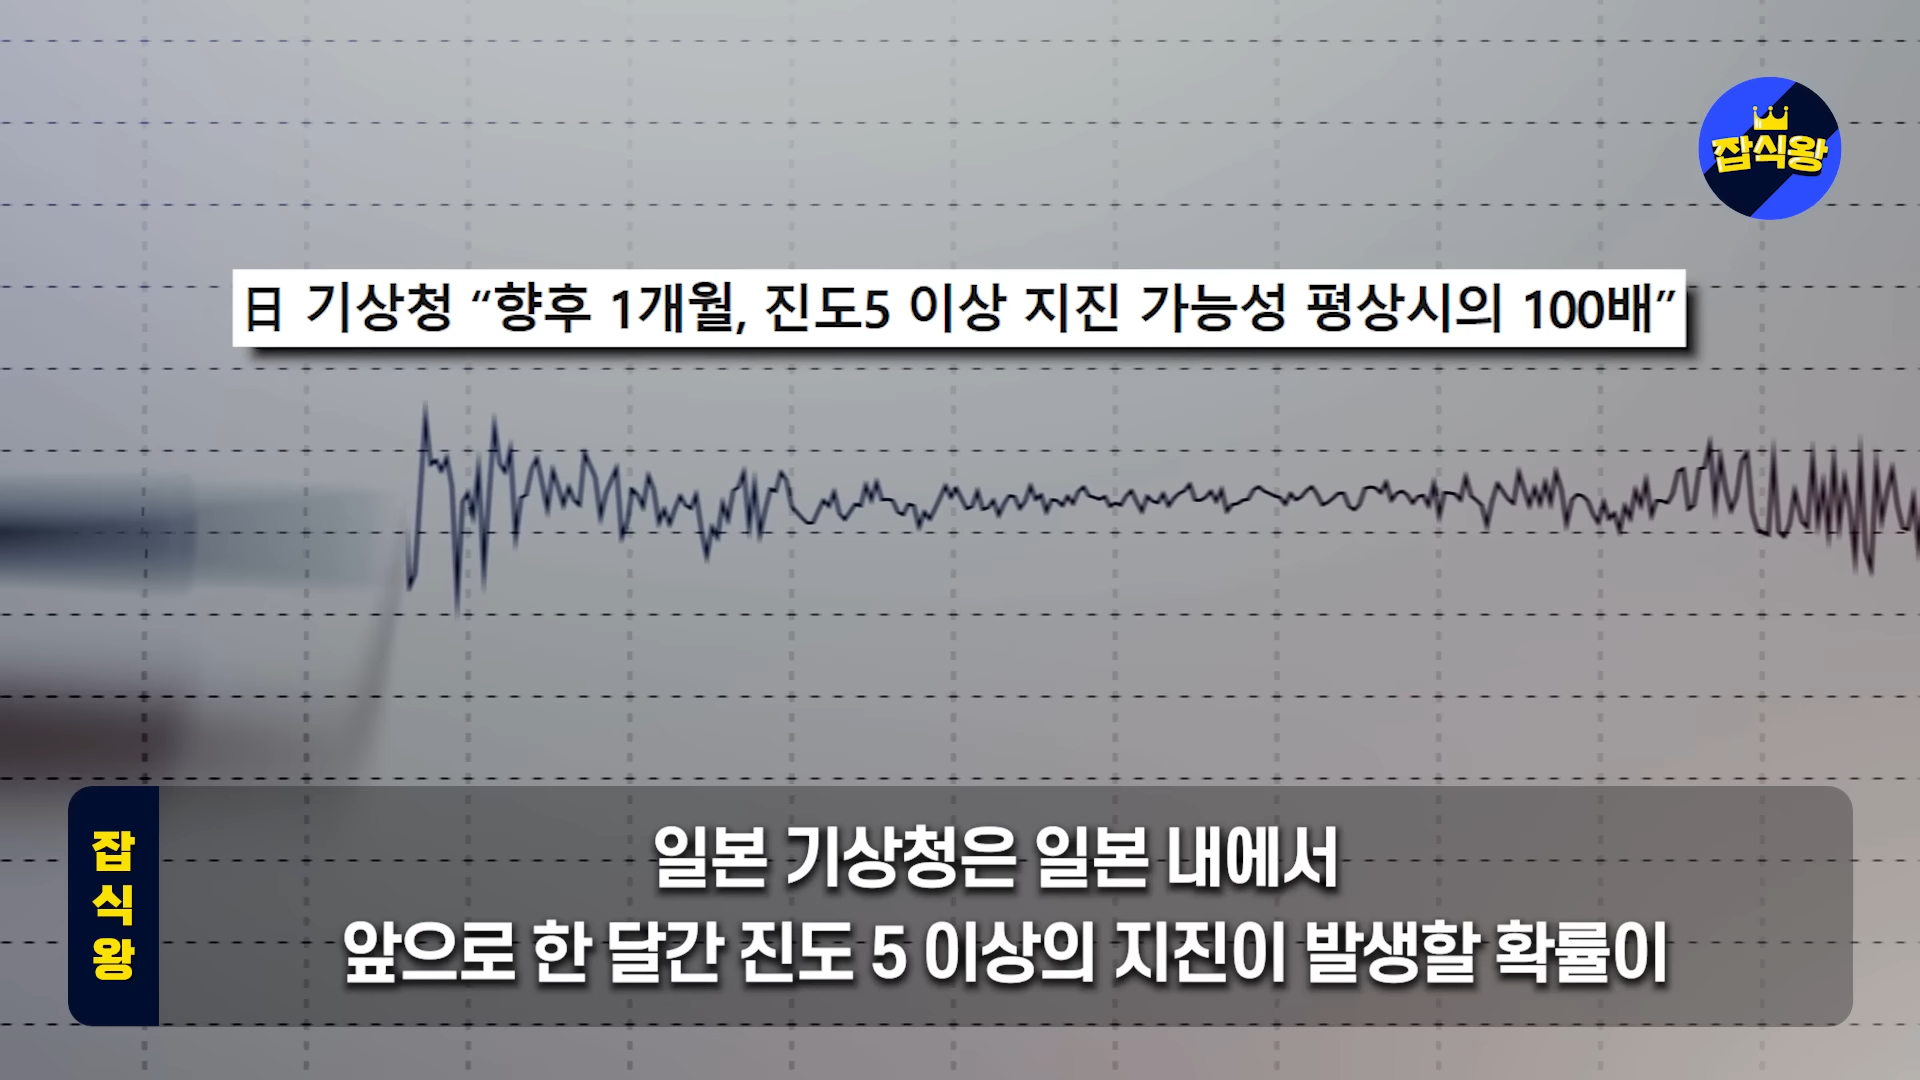 잡식왕
日 기상청 “향후 1개월, 진도5 이상 지진 가능성 평상시의 100배”
잡식왕
일본 기상청은 일본 내에서
앞으로 한 달간 진도 5 이상의 지진이 발생할 확률이